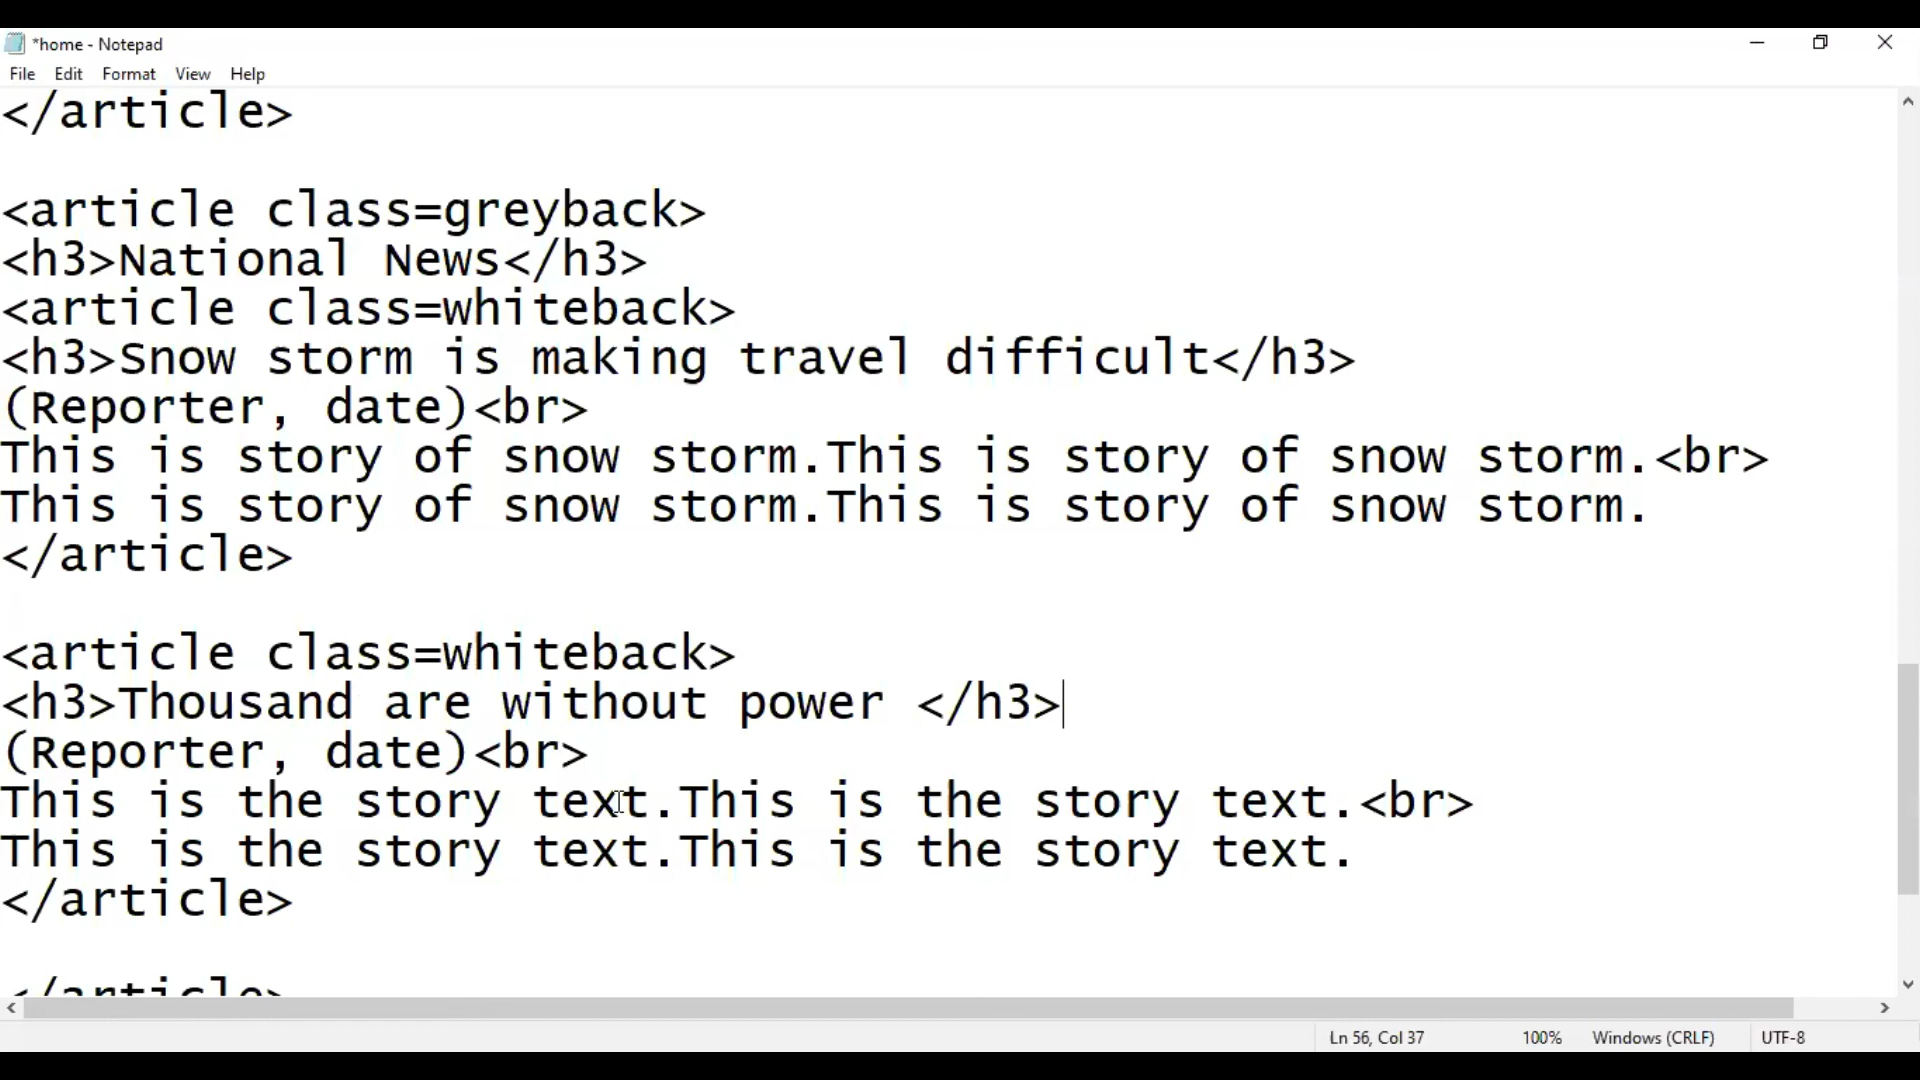 *home - Notepad
File Edit Format View Help
</article>
<article class=greyback>
<h3>National News</h3>
<article class=whiteback>
<h3>Snow storm is making travel difficult</h3>
(Reporter, date)<br>
This is story of snow storm.This is story of snow storm.<br>
This is story of snow storm.This is story of snow storm.
</article>
<article class=whiteback>
<h3>Thousand are without power </h3>
(Reporter, date)<br>
This is the story text.This is the story text.<br>
This is the story text.This is the story text.
</article>
</article>
Ln 56, Col 37 100% Windows (CRLF) UTF-8